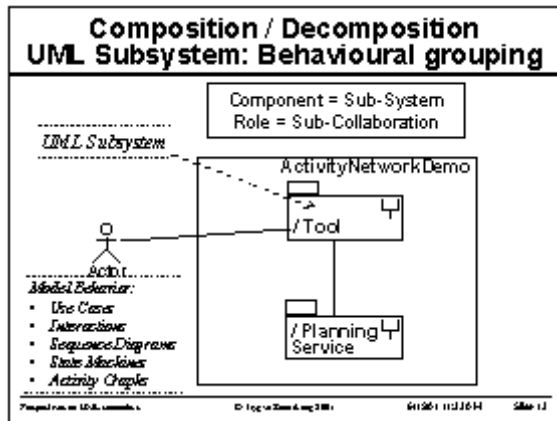 Composition / Decomposition
UML Subsystem: Behavioural grouping
Component = Sub-System
Role = Sub-Collaboration
UML Subsystem
ActivityNetworkDemo
/ Tool
Actor
Model Behavior:
• Use Cases
• Interactions
• Sequence Diagrams
• State Machines
• Activity Graphs
/ Planning
Service